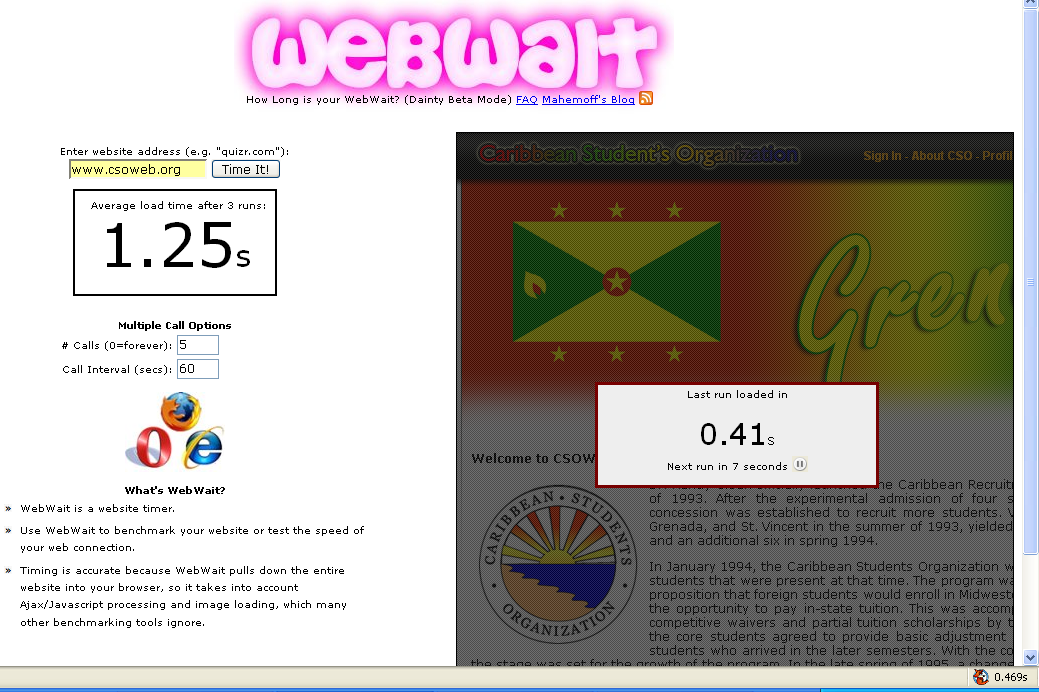 WebWait
How Long is your WebWait? (Dainty Beta Mode) FAQ Mahemoff's Blog
Enter website address (e.g. "quizr.com"):
www.csoweb.org Time It!
Average load time after 3 runs:
1.25s
Multiple Call Options
# Calls (0=forever): 5
Call Interval (secs): 60
What's WebWait?
» WebWait is a website timer.
» Use WebWait to benchmark your website or test the speed of
your web connection.
» Timing is accurate because WebWait pulls down the entire
website into your browser, so it takes into account
Ajax/Javascript processing and image loading, which many
other benchmarking tools ignore.
Caribbean Student's Organization
Sign In - About CSO - Profil
Gren
Last run loaded in
0.41s
Next run in 7 seconds
Welcome to CSOW
he Caribbean Recruit
of 1993. After the experimental admission of four s
concession was established to recruit more students. V
Grenada, and St. Vincent in the summer of 1993, yielded
and an additional six in spring 1994.
CARIBBEAN • STUDENTS • ORGANIZATION
In January 1994, the Caribbean Students Organization w
students that were present at that time. The program wa
proposition that foreign students would enroll in Midweste
the opportunity to pay in-state tuition. This was accomp
competitive waivers and partial tuition scholarships by t
the core students agreed to provide basic adjustment
students who arrived in the later semesters. With the co
the stage was set for the growth of the program. In the late spring of 1995, a change
0.469s